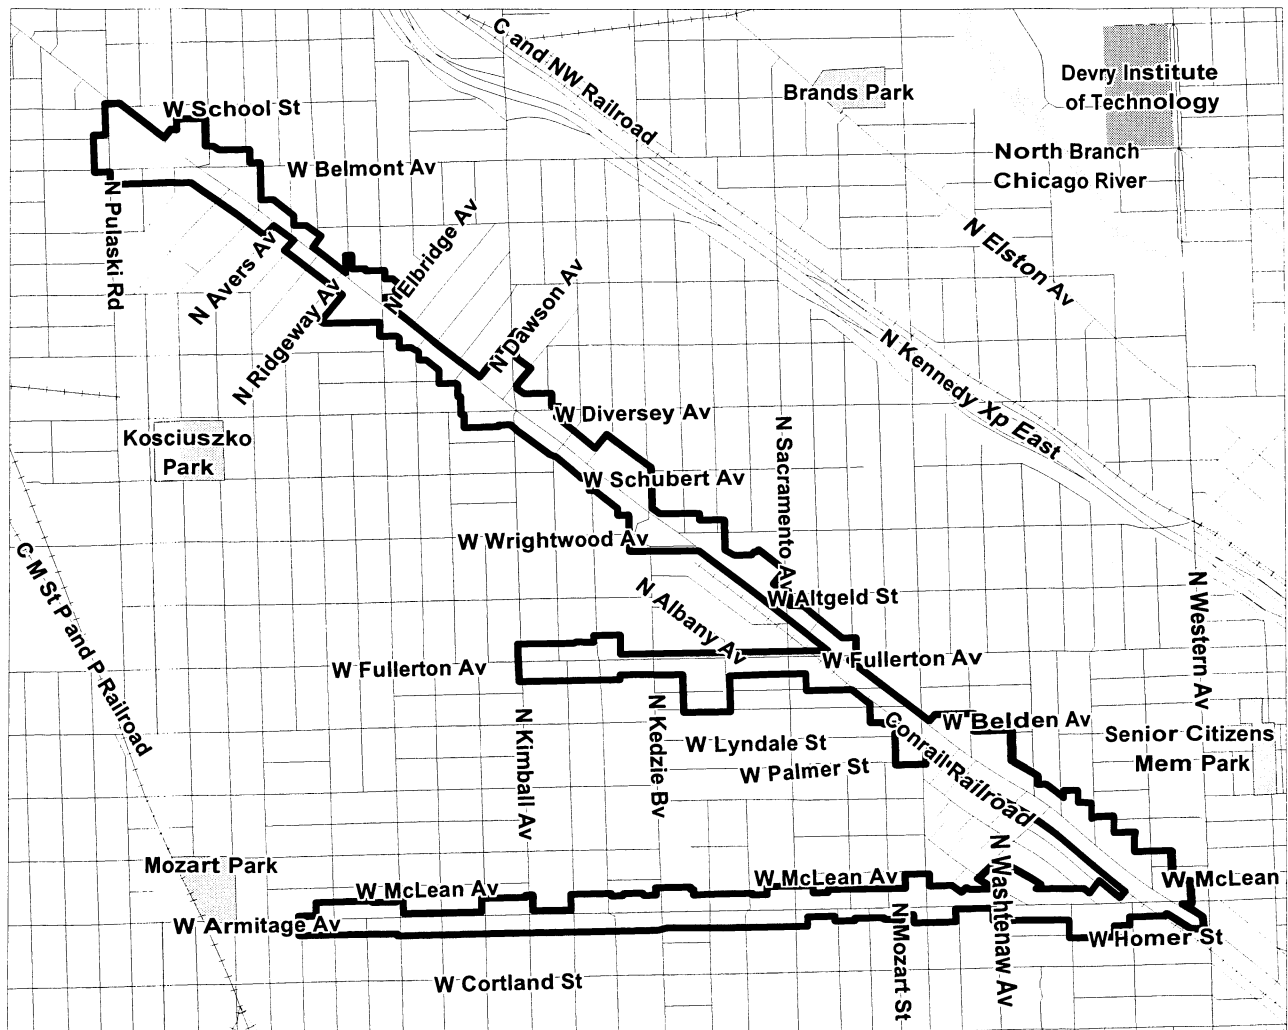 C and NW Railroad
Devry Institute
of Technology
Brands Park
W School St
North Branch
Chicago River
W Belmont Av
N Pulaski Rd
N Elbridge Av
N Elston Av
N Avers Av
N Dawson Av
N Ridgeway Av
N Kennedy Xp East
W Diversey Av
N Sacramento Av
Kosciuszko
Park
W Schubert Av
W Wrightwood Av
C M St P and P Railroad
N Albany Av
W Altgeld St
N Western Av
W Fullerton Av
W Fullerton Av
N Kimball Av
N Kedzie Bv
W Belden Av
Conrail Railroad
W Lyndale St
W Palmer St
Senior Citizens
Mem Park
Mozart Park
N Washtenaw Av
W McLean Av
W McLean Av
W McLean
W Armitage Av
N Mozart St
W Homer St
W Cortland St